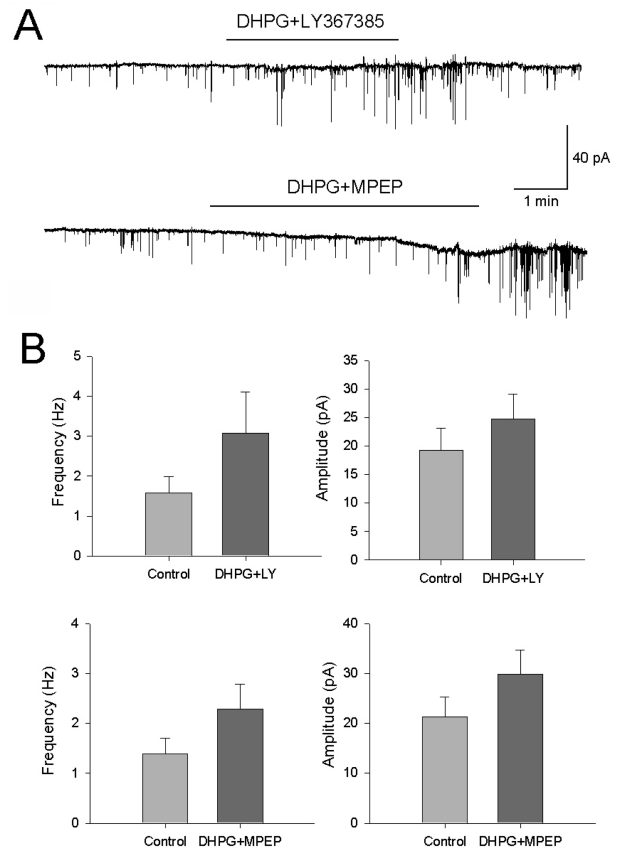 A
DHPG+LY367385
40 pA
1 min
DHPG+MPEP
B
Frequency (Hz)
5
4
3
2
1
0
Control
DHPG+LY
Amplitude (pA)
35
30
25
20
15
10
5
0
Control
DHPG+LY
Frequency (Hz)
4
3
2
1
0
Control
DHPG+MPEP
Amplitude (pA)
40
30
20
10
0
Control
DHPG+MPEP